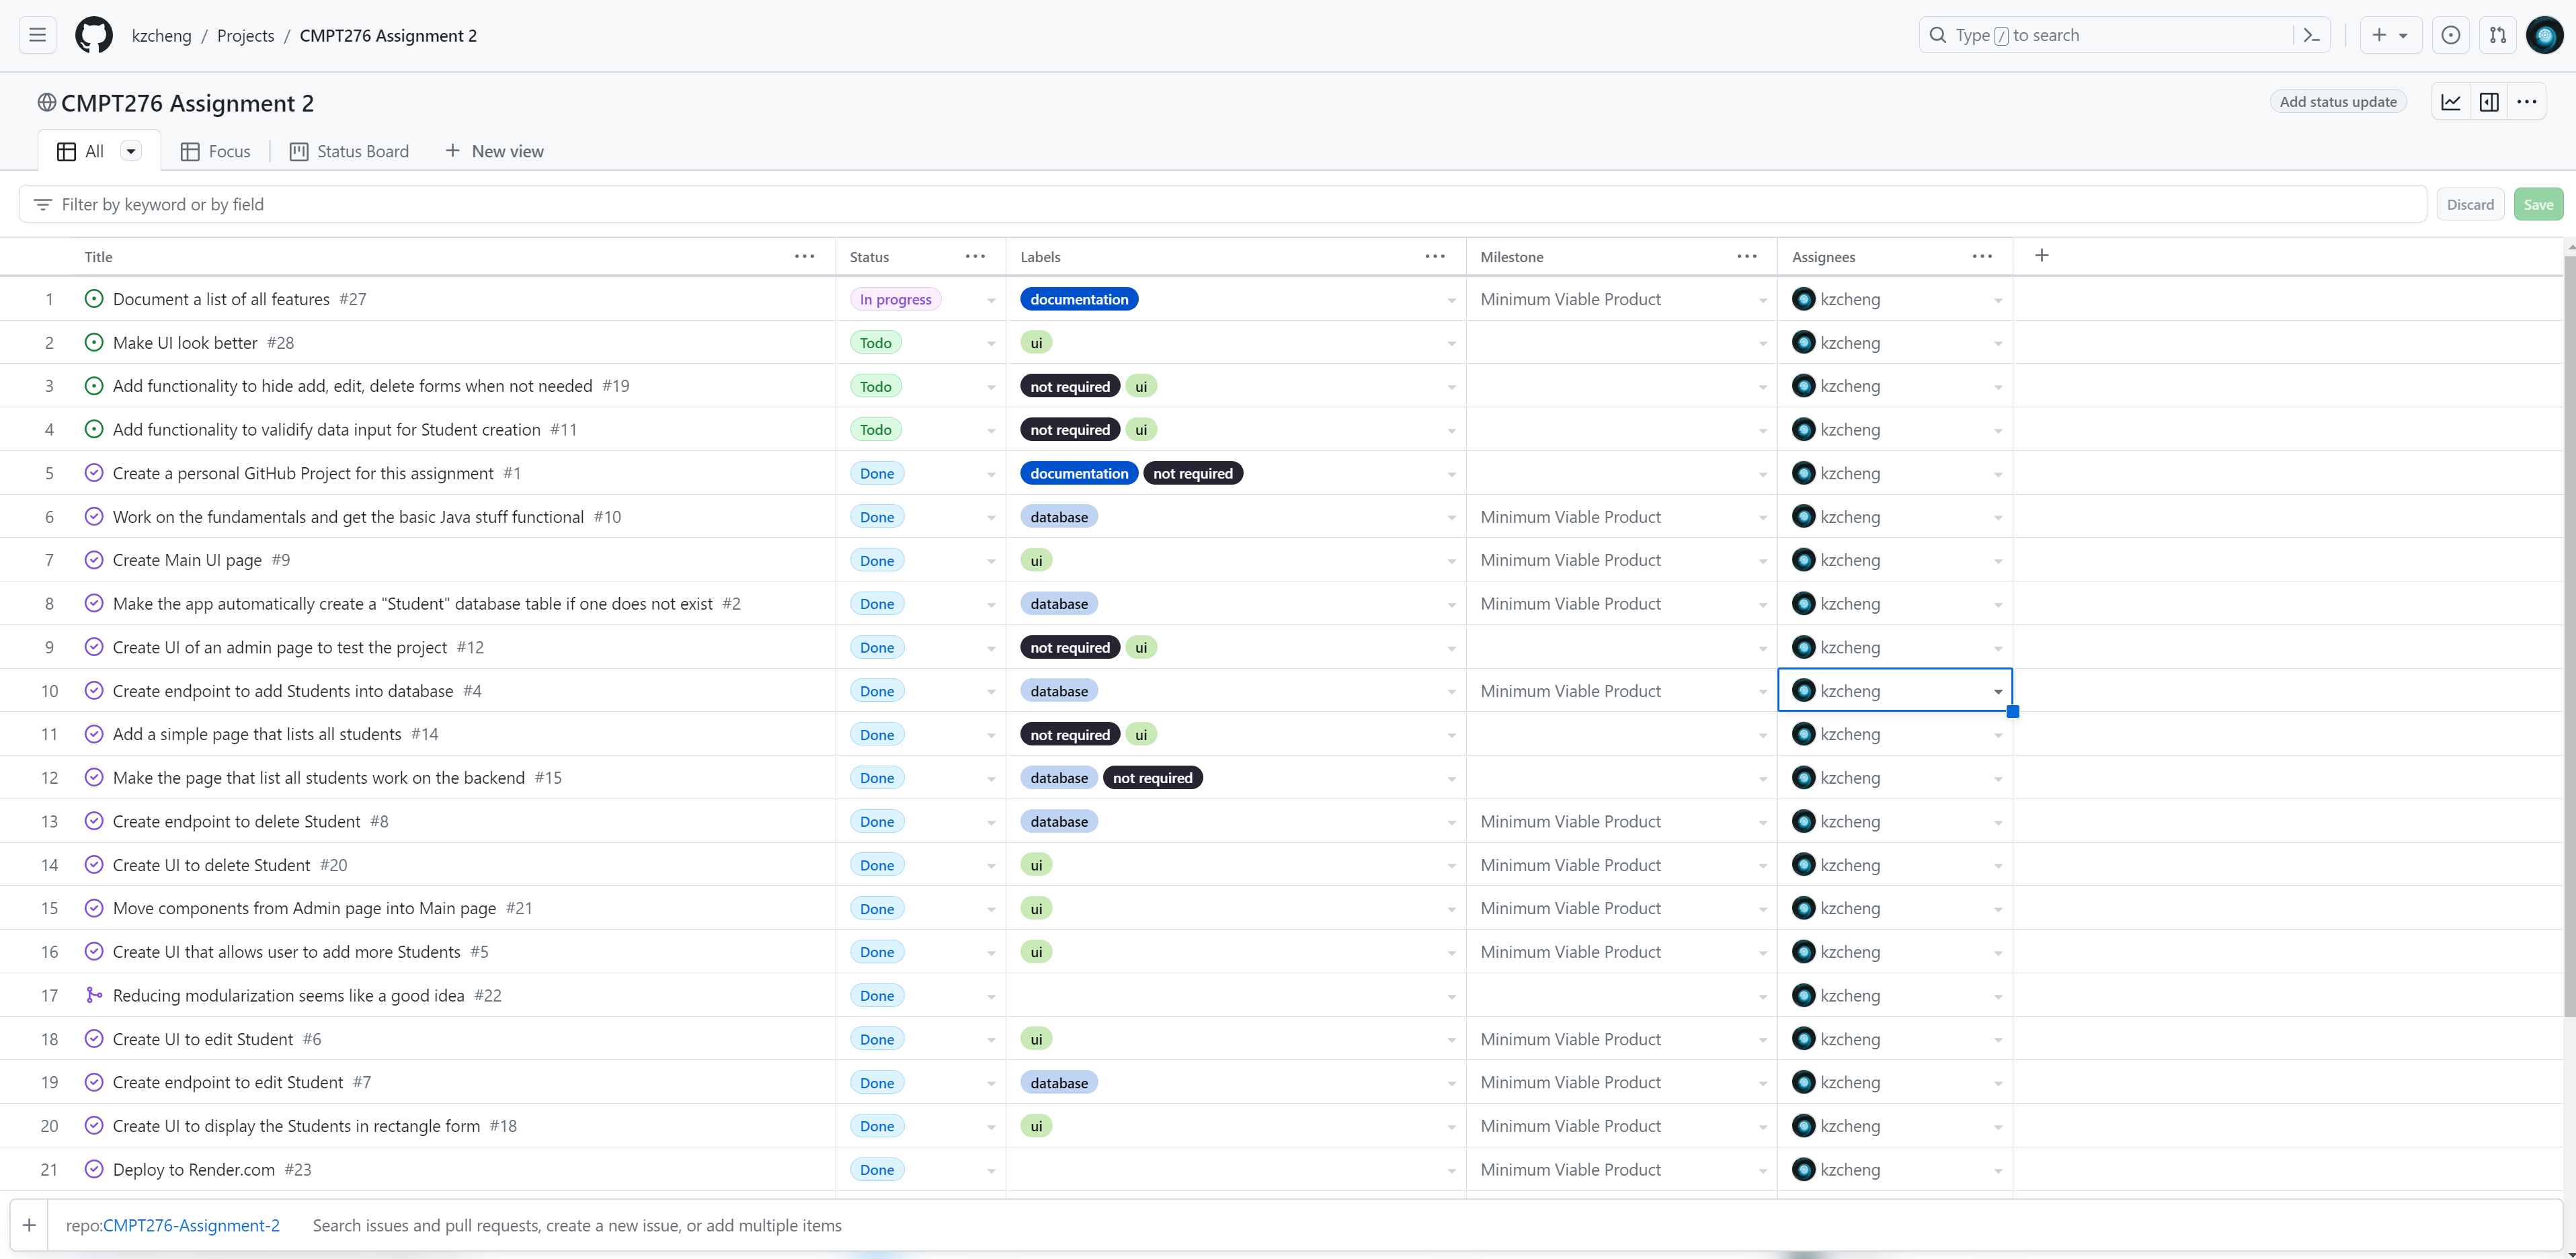 kzcheng / Projects / CMPT276 Assignment 2 Type / to search
CMPT276 Assignment 2 Add status update
All Focus Status Board New view
Filter by keyword or by field Discard Save
Title Status Labels Milestone Assignees
1 Document a list of all features #27 In progress documentation Minimum Viable Product kzcheng
2 Make UI look better #28 Todo ui kzcheng
3 Add functionality to hide add, edit, delete forms when not needed #19 Todo not required ui kzcheng
4 Add functionality to validify data input for Student creation #11 Todo not required ui kzcheng
5 Create a personal GitHub Project for this assignment #1 Done documentation not required kzcheng
6 Work on the fundamentals and get the basic Java stuff functional #10 Done database Minimum Viable Product kzcheng
7 Create Main UI page #9 Done ui Minimum Viable Product kzcheng
8 Make the app automatically create a "Student" database table if one does not exist #2 Done database Minimum Viable Product kzcheng
9 Create UI of an admin page to test the project #12 Done not required ui kzcheng
10 Create endpoint to add Students into database #4 Done database Minimum Viable Product kzcheng
11 Add a simple page that lists all students #14 Done not required ui kzcheng
12 Make the page that list all students work on the backend #15 Done database not required kzcheng
13 Create endpoint to delete Student #8 Done database Minimum Viable Product kzcheng
14 Create UI to delete Student #20 Done ui Minimum Viable Product kzcheng
15 Move components from Admin page into Main page #21 Done ui Minimum Viable Product kzcheng
16 Create UI that allows user to add more Students #5 Done ui Minimum Viable Product kzcheng
17 Reducing modularization seems like a good idea #22 Done kzcheng
18 Create UI to edit Student #6 Done ui Minimum Viable Product kzcheng
19 Create endpoint to edit Student #7 Done database Minimum Viable Product kzcheng
20 Create UI to display the Students in rectangle form #18 Done ui Minimum Viable Product kzcheng
21 Deploy to Render.com #23 Done Minimum Viable Product kzcheng
repo:CMPT276-Assignment-2 Search issues and pull requests, create a new issue, or add multiple items